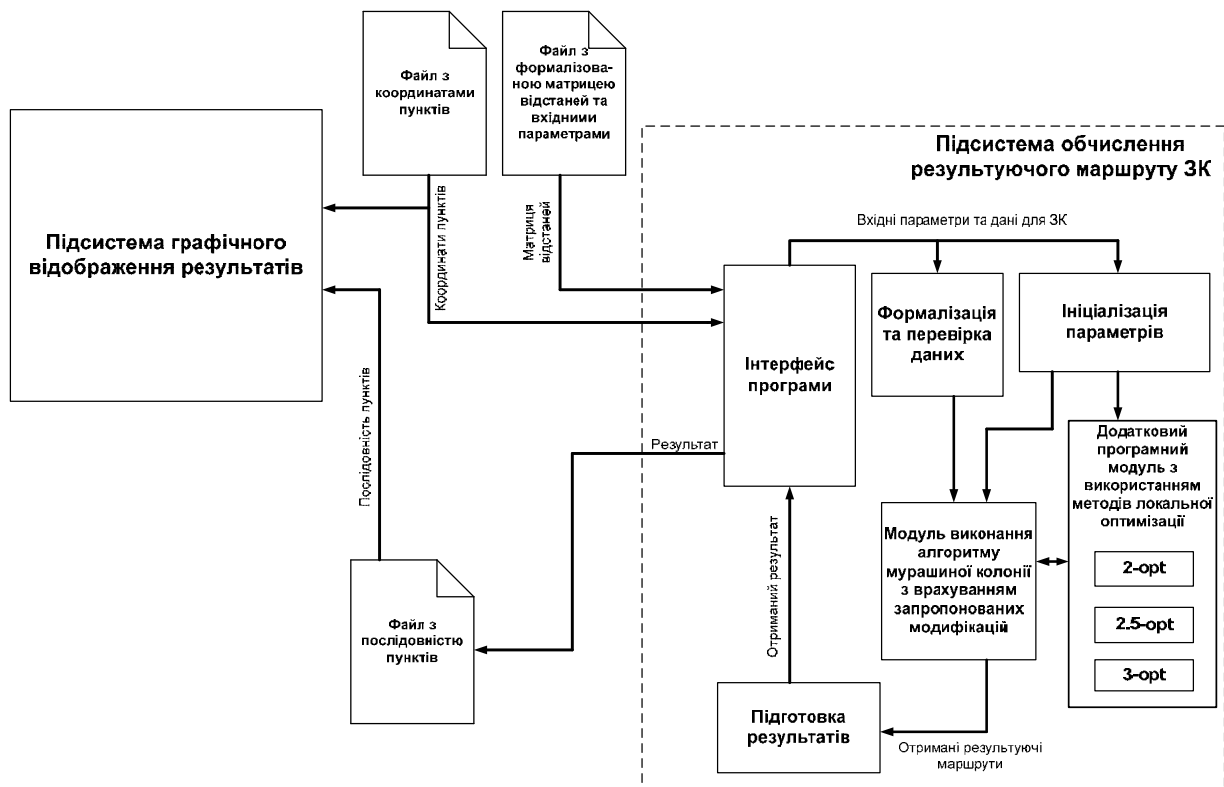 Файл з
координатами
пунктів
Файл з
формалізова-
ною матрицею
відстаней та
вхідними
параметрами
Підсистема обчислення
результуючого маршруту ЗК
Підсистема графічного
відображення результатів
Координати пунктів
Матриця
відстаней
Вхідні параметри та дані для ЗК
Формалізація
та перевірка
даних
Ініціалізація
параметрів
Інтерфейс
програми
Послідовність пунктів
Результат
Додатковий
програмний
модуль з
використанням
методів локальної
оптимізації
2-opt
2.5-opt
3-opt
Модуль виконання
алгоритму
мурашиної колонії
з врахуванням
запропонованих
модифікацій
Отриманий результат
Файл з
послідовністю
пунктів
Підготовка
результатів
Отримані результуючі
маршрути